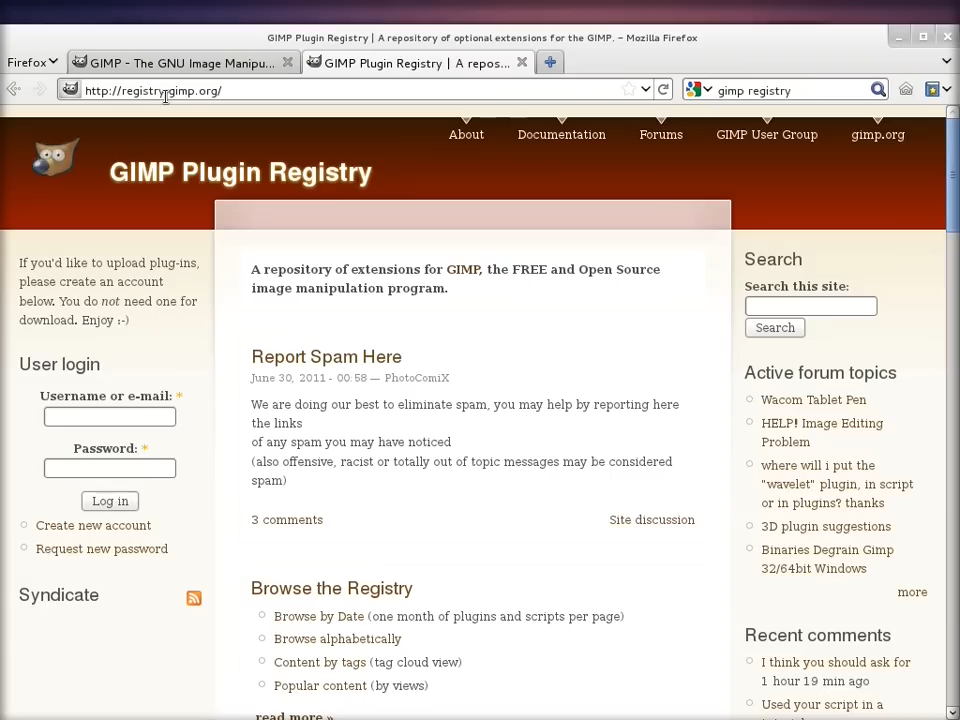 GIMP Plugin Registry | A repository of optional extensions for the GIMP. – Mozilla Firefox
Firefox
GIMP - The GNU Image Manipu...
GIMP Plugin Registry | A repos...
http://registry.gimp.org/
gimp registry
About
Documentation
Forums
GIMP User Group
gimp.org
GIMP Plugin Registry
If you'd like to upload plug-ins,
please create an account
below. You do not need one for
download. Enjoy :-)
User login
Username or e-mail: *
Password: *
Log in
Create new account
Request new password
Syndicate
A repository of extensions for GIMP, the FREE and Open Source
image manipulation program.
Report Spam Here
June 30, 2011 - 00:58 — PhotoComiX
We are doing our best to eliminate spam, you may help by reporting here
the links
of any spam you may have noticed
(also offensive, racist or totally out of topic messages may be considered
spam)
3 comments
Site discussion
Browse the Registry
Browse by Date (one month of plugins and scripts per page)
Browse alphabetically
Content by tags (tag cloud view)
Popular content (by views)
read more »
Search
Search this site:
Search
Active forum topics
Wacom Tablet Pen
HELP! Image Editing
Problem
where will i put the
"wavelet" plugin, in script
or in plugins? thanks
3D plugin suggestions
Binaries Degrain Gimp
32/64bit Windows
more
Recent comments
I think you should ask for
1 hour 19 min ago
Used your script in a